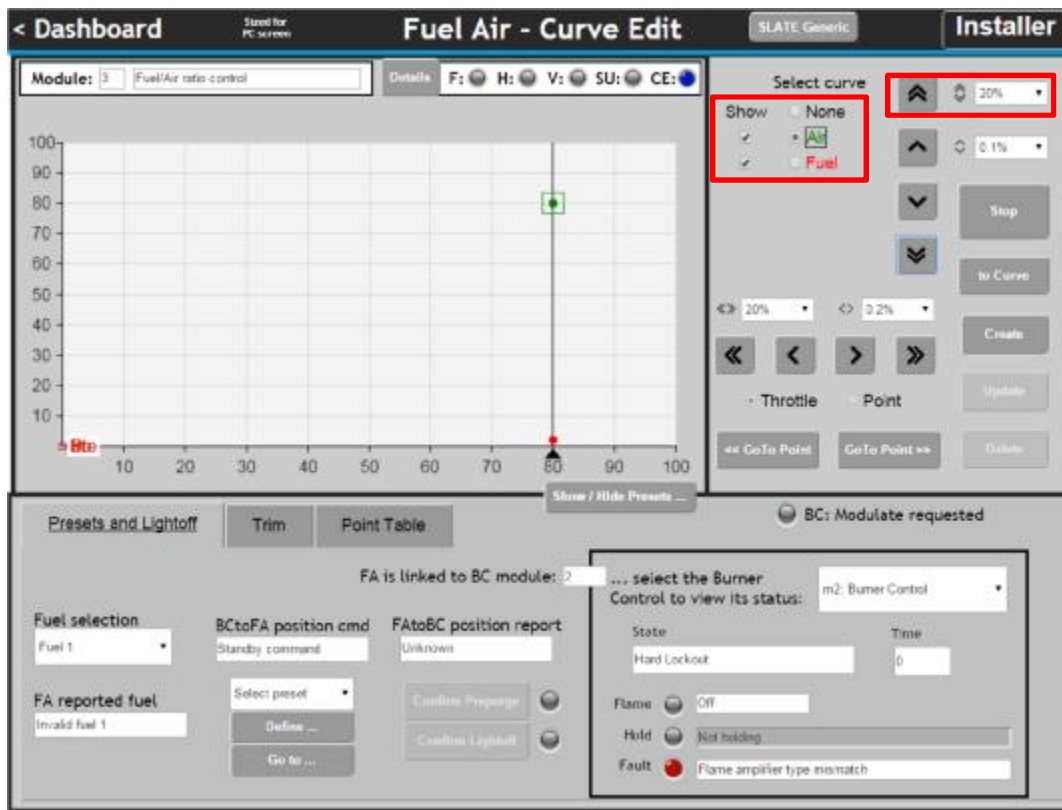 < Dashboard
Sized for
PC screen
Fuel Air - Curve Edit
SLATE Generic
Installer
Module: 3 Fuel/Air ratio control
Details
F: H: V: SU: CE:
Select curve
Show None
Air
Fuel
20%
0.1%
Stop
to Curve
20% 0.2%
Create
Throttle Point
Update
<< GoTo Point
GoTo Point >>
Delete
100
90
80
70
60
50
40
30
20
10
10 20 30 40 50 60 70 80 90 100
Show / Hide Presets ...
Presets and Lightoff
Trim
Point Table
BC: Modulate requested
FA is linked to BC module: 2
... select the Burner
Control to view its status:
m2: Burner Control
Fuel selection
Fuel 1
BCtoFA position cmd
Standby command
FAtoBC position report
Unknown
State
Hard Lockout
Time
0
FA reported fuel
Invalid fuel 1
Select preset
Define ...
Go to ...
Confirm Prepurge
Confirm Lightoff
Flame Off
Hold Not holding
Fault Flame amplifier type mismatch